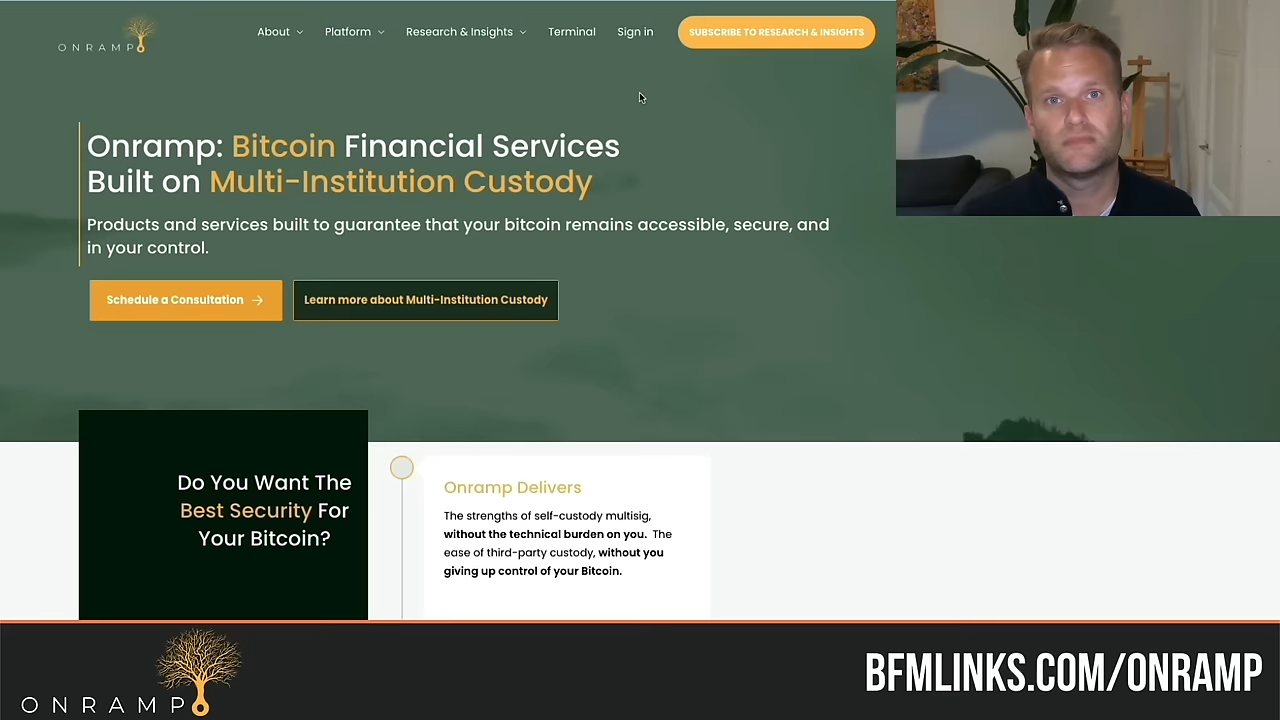 ONRAMP
About
Platform
Research & Insights
Terminal
Sign in
SUBSCRIBE TO RESEARCH & INSIGHTS
Onramp: Bitcoin Financial Services
Built on Multi-Institution Custody
Products and services built to guarantee that your bitcoin remains accessible, secure, and
in your control.
Schedule a Consultation
Learn more about Multi-Institution Custody
Do You Want The
Best Security For
Your Bitcoin?
Onramp Delivers
The strengths of self-custody multisig,
without the technical burden on you. The
ease of third-party custody, without you
giving up control of your Bitcoin.
ONRAMP
BFMLINKS.COM/ONRAMP